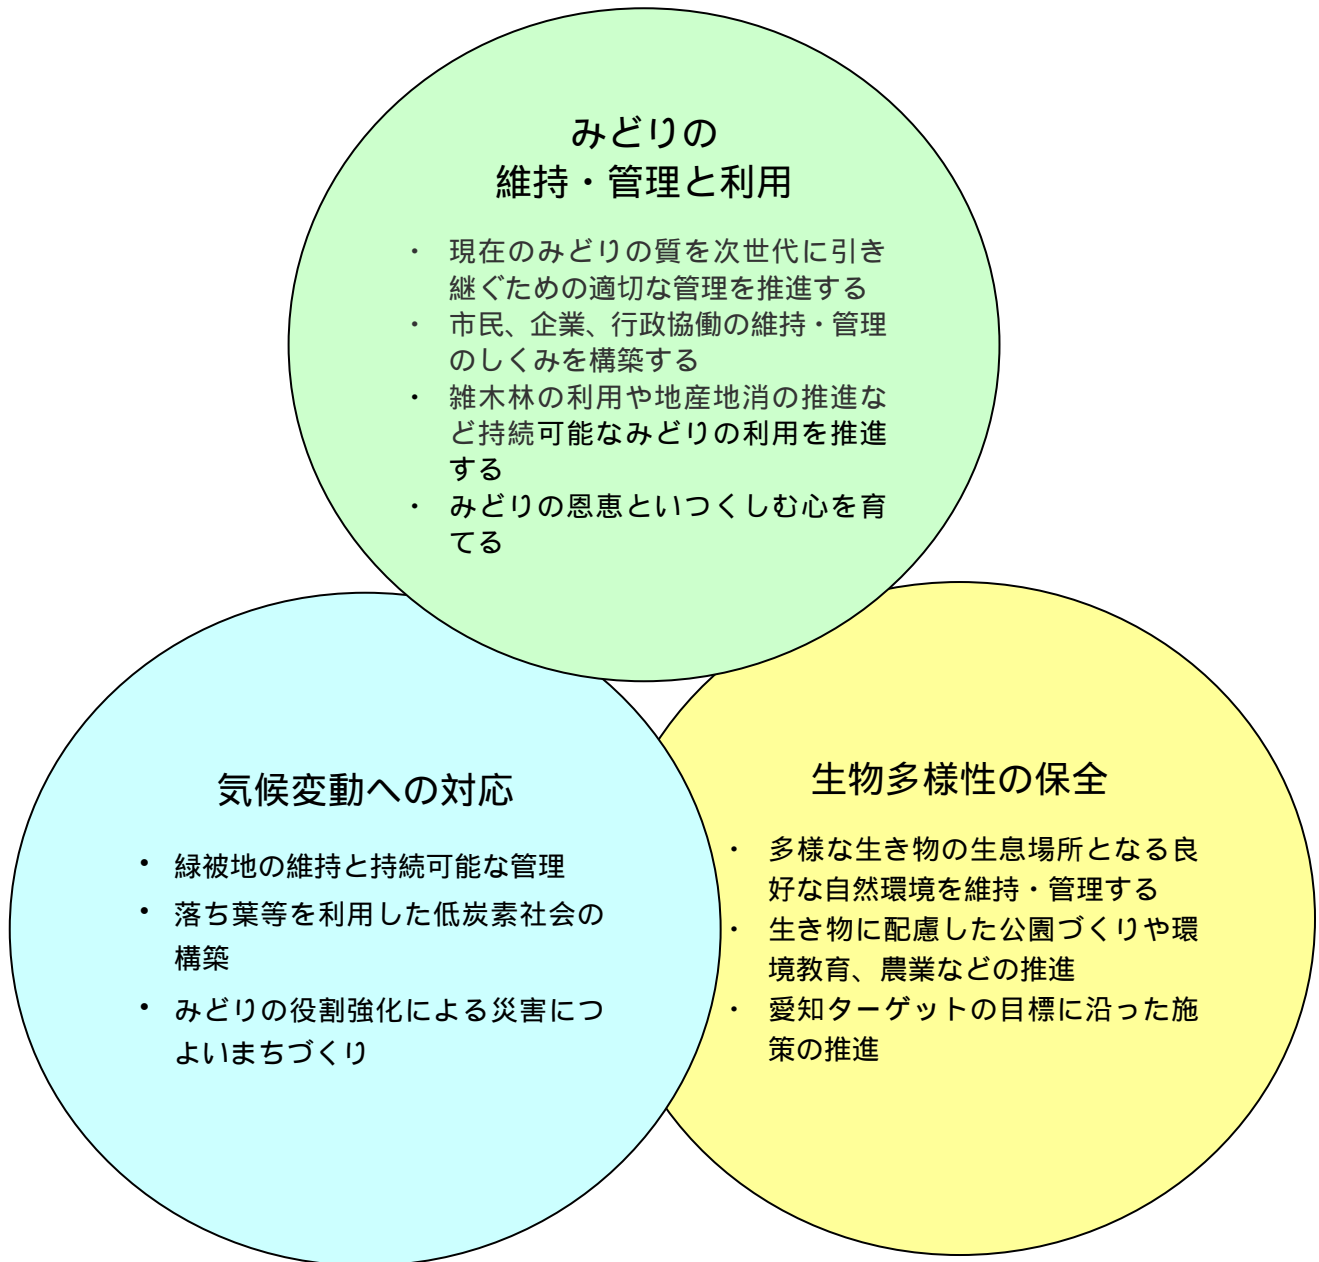 みどりの
維持・管理と利用
・ 現在のみどりの質を次世代に引き
継ぐための適切な管理を推進する
・ 市民、企業、行政協働の維持・管理
のしくみを構築する
・ 雑木林の利用や地産地消の推進な
ど持続可能なみどりの利用を推進
する
・ みどりの恩恵といつくしむ心を育
てる
気候変動への対応
• 緑被地の維持と持続可能な管理
• 落ち葉等を利用した低炭素社会の
構築
• みどりの役割強化による災害につ
よいまちづくり
生物多様性の保全
・ 多様な生き物の生息場所となる良
好な自然環境を維持・管理する
・ 生き物に配慮した公園づくりや環
境教育、農業などの推進
・ 愛知ターゲットの目標に沿った施
策の推進